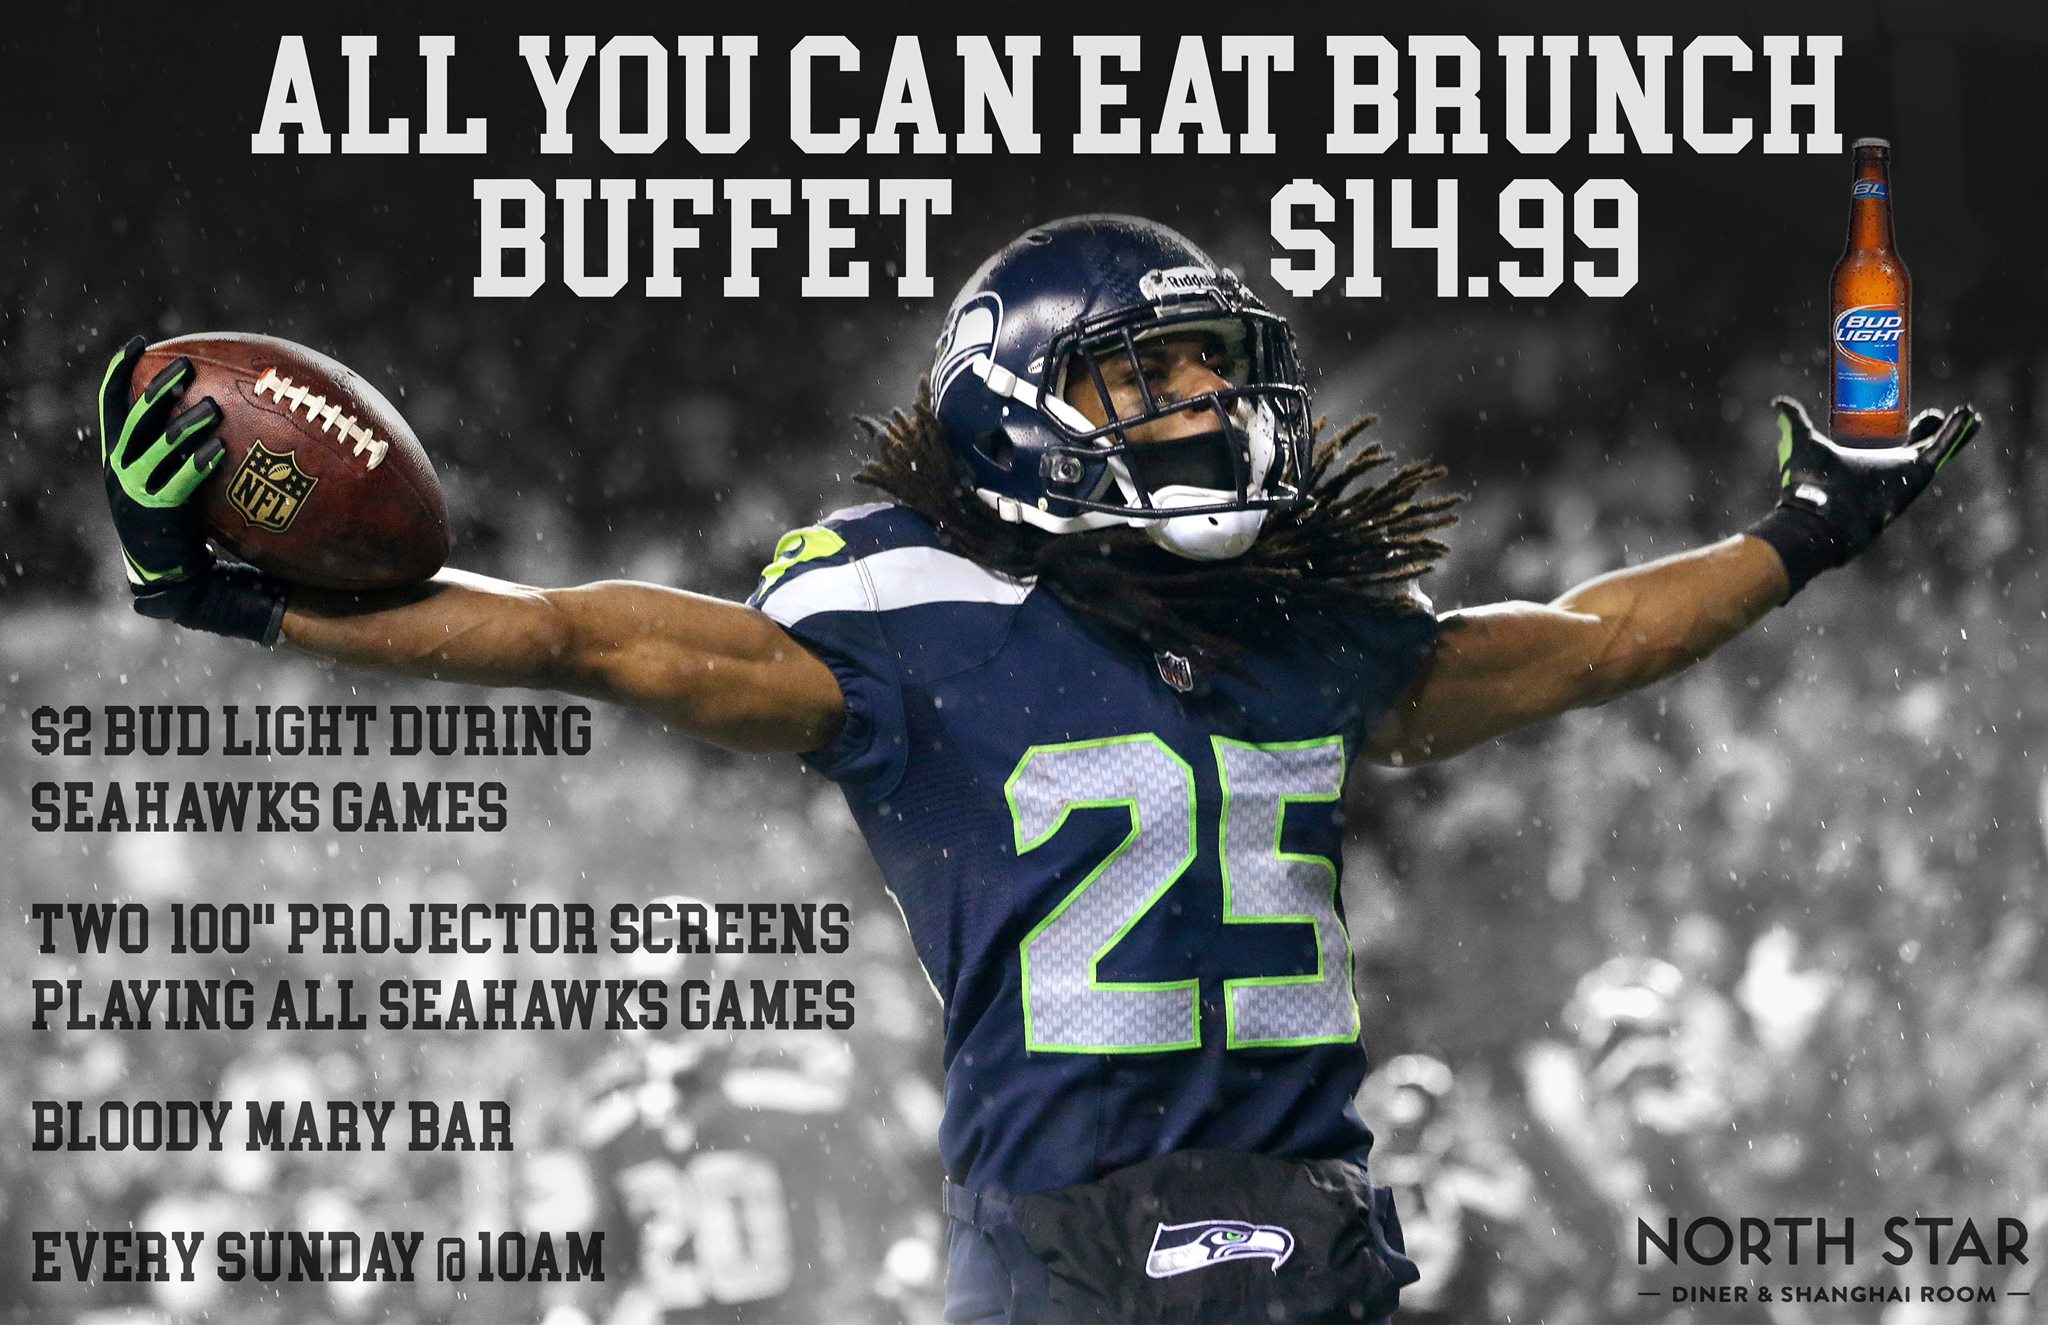 ALL YOU CAN EAT BRUNCH
BUFFET $14.99
Riddell
BL
BUD
LIGHT
NFL
$2 BUD LIGHT DURING
SEAHAWKS GAMES
25
TWO 100" PROJECTOR SCREENS
PLAYING ALL SEAHAWKS GAMES
BLOODY MARY BAR
20
EVERY SUNDAY @ 10AM
NORTH STAR
— DINER & SHANGHAI ROOM —